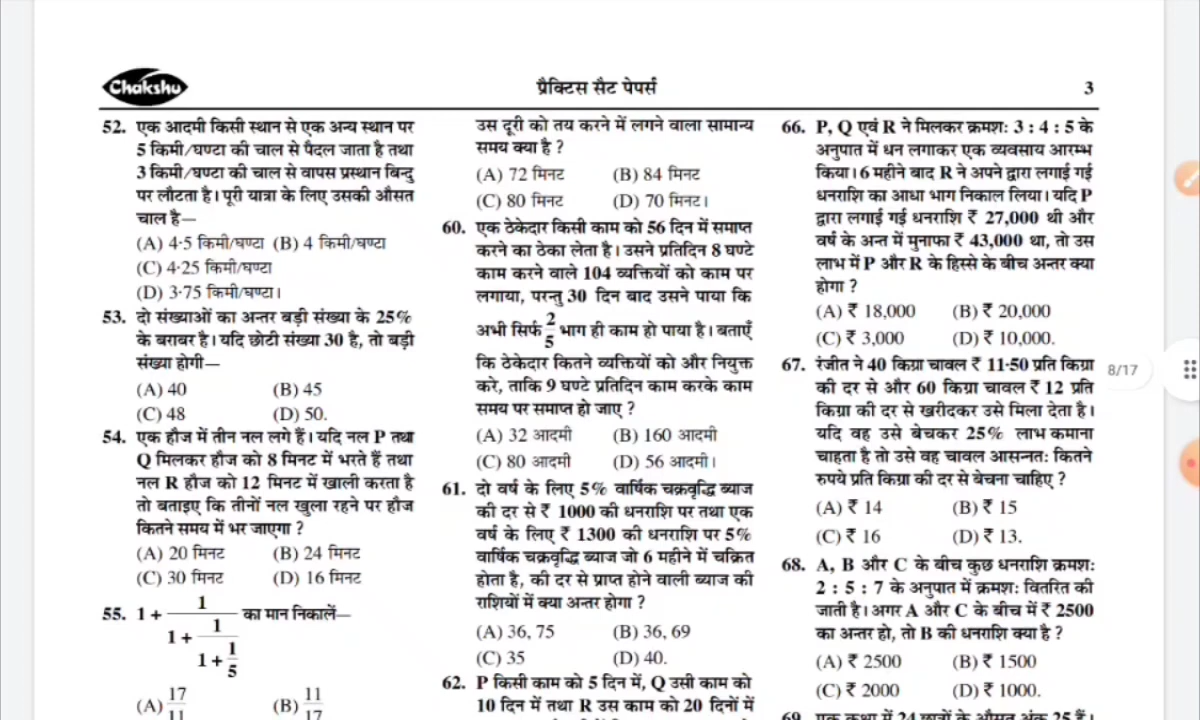 Chakshu
प्रैक्टिस सैट पेपर्स
3
52. एक आदमी किसी स्थान से एक अन्य स्थान पर
5 किमी/घण्टा की चाल से पैदल जाता है तथा
3 किमी/घण्टा की चाल से वापस प्रस्थान बिन्दु
पर लौटता है। पूरी यात्रा के लिए उसकी औसत
चाल है—
(A) 4·5 किमी/घण्टा (B) 4 किमी/घण्टा
(C) 4·25 किमी/घण्टा
(D) 3·75 किमी/घण्टा।
53. दो संख्याओं का अन्तर बड़ी संख्या के 25%
के बराबर है। यदि छोटी संख्या 30 है, तो बड़ी
संख्या होगी—
(A) 40 (B) 45
(C) 48 (D) 50.
54. एक हौज में तीन नल लगे हैं। यदि नल P तथा
Q मिलकर हौज को 8 मिनट में भरते हैं तथा
नल R हौज को 12 मिनट में खाली करता है
तो बताइए कि तीनों नल खुला रहने पर हौज
कितने समय में भर जाएगा ?
(A) 20 मिनट (B) 24 मिनट
(C) 30 मिनट (D) 16 मिनट
55. 1 + 1/(1 + 1/(1 + 1/5)) का मान निकालें—
(A) 17/11 (B) 11/17
उस दूरी को तय करने में लगने वाला सामान्य
समय क्या है ?
(A) 72 मिनट (B) 84 मिनट
(C) 80 मिनट (D) 70 मिनट।
60. एक ठेकेदार किसी काम को 56 दिन में समाप्त
करने का ठेका लेता है। उसने प्रतिदिन 8 घण्टे
काम करने वाले 104 व्यक्तियों को काम पर
लगाया, परन्तु 30 दिन बाद उसने पाया कि
अभी सिर्फ 2/5 भाग ही काम हो पाया है। बताएँ
कि ठेकेदार कितने व्यक्तियों को और नियुक्त
करे, ताकि 9 घण्टे प्रतिदिन काम करके काम
समय पर समाप्त हो जाए ?
(A) 32 आदमी (B) 160 आदमी
(C) 80 आदमी (D) 56 आदमी।
61. दो वर्ष के लिए 5% वार्षिक चक्रवृद्धि ब्याज
की दर से ₹ 1000 की धनराशि पर तथा एक
वर्ष के लिए ₹ 1300 की धनराशि पर 5%
वार्षिक चक्रवृद्धि ब्याज जो 6 महीने में चक्रित
होता है, की दर से प्राप्त होने वाली ब्याज की
राशियों में क्या अन्तर होगा ?
(A) 36, 75 (B) 36, 69
(C) 35 (D) 40.
62. P किसी काम को 5 दिन में, Q उसी काम को
10 दिन में तथा R उस काम को 20 दिनों में
66. P, Q एवं R ने मिलकर क्रमशः 3 : 4 : 5 के
अनुपात में धन लगाकर एक व्यवसाय आरम्भ
किया। 6 महीने बाद R ने अपने द्वारा लगाई गई
धनराशि का आधा भाग निकाल लिया। यदि P
द्वारा लगाई गई धनराशि ₹ 27,000 थी और
वर्ष के अन्त में मुनाफा ₹ 43,000 था, तो उस
लाभ में P और R के हिस्से के बीच अन्तर क्या
होगा ?
(A) ₹ 18,000 (B) ₹ 20,000
(C) ₹ 3,000 (D) ₹ 10,000.
67. रंजीत ने 40 किग्रा चावल ₹ 11·50 प्रति किग्रा
की दर से और 60 किग्रा चावल ₹ 12 प्रति
किग्रा की दर से खरीदकर उसे मिला देता है।
यदि वह उसे बेचकर 25% लाभ कमाना
चाहता है तो उसे वह चावल आसन्नतः कितने
रुपये प्रति किग्रा की दर से बेचना चाहिए ?
(A) ₹ 14 (B) ₹ 15
(C) ₹ 16 (D) ₹ 13.
68. A, B और C के बीच कुछ धनराशि क्रमशः
2 : 5 : 7 के अनुपात में क्रमशः वितरित की
जाती है। अगर A और C के बीच में ₹ 2500
का अन्तर हो, तो B की धनराशि क्या है ?
(A) ₹ 2500 (B) ₹ 1500
(C) ₹ 2000 (D) ₹ 1000.
69. एक कक्षा में 24 छात्रों के औसत अंक 25 हैं।
8/17